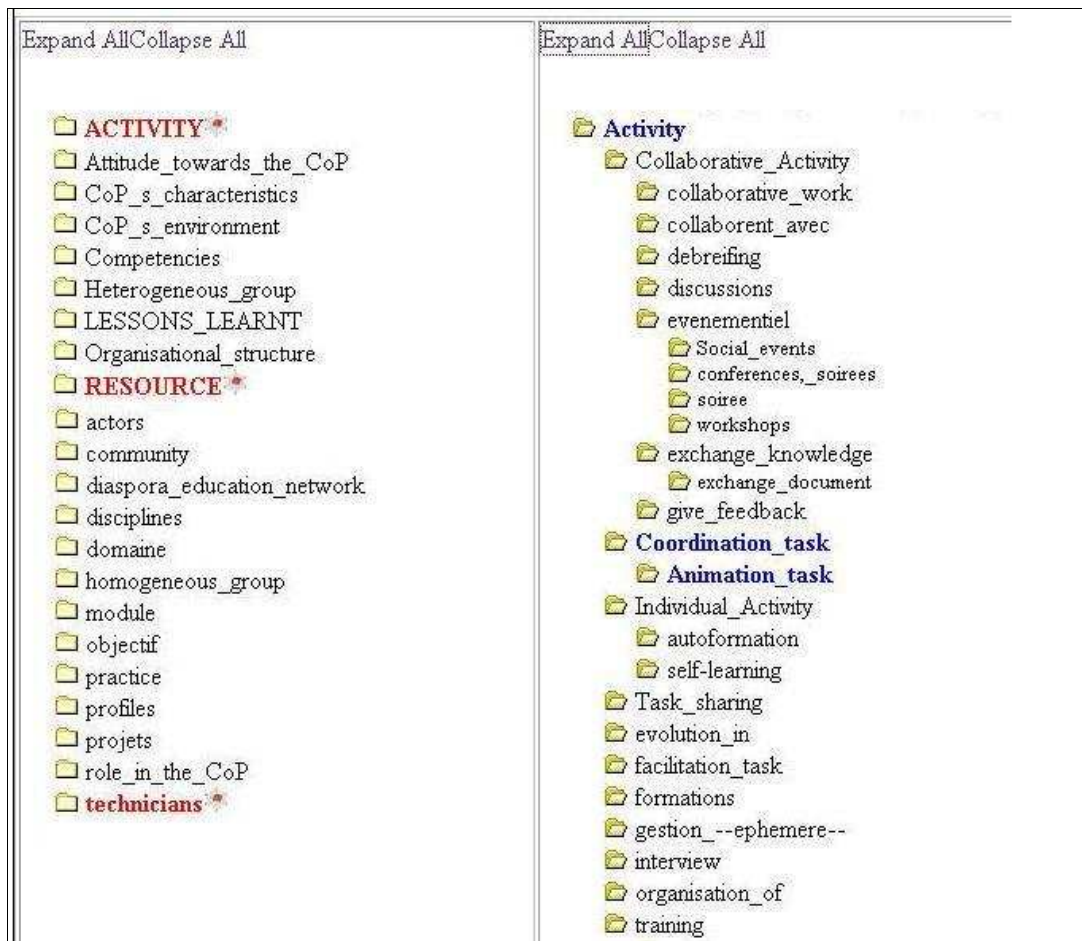 Expand AllCollapse All
ACTIVITY
Attitude_towards_the_CoP
CoP_s_characteristics
CoP_s_environment
Competencies
Heterogeneous_group
LESSONS_LEARNT
Organisational_structure
RESOURCE
actors
community
diaspora_education_network
disciplines
domaine
homogeneous_group
module
objectif
practice
profiles
projets
role_in_the_CoP
technicians
Expand AllCollapse All
Activity
Collaborative_Activity
collaborative_work
collaborent_avec
debreifing
discussions
evenementiel
Social_events
conferences,_soirees
soiree
workshops
exchange_knowledge
exchange_document
give_feedback
Coordination_task
Animation_task
Individual_Activity
autoformation
self-learning
Task_sharing
evolution_in
facilitation_task
formations
gestion_--ephemere--
interview
organisation_of
training